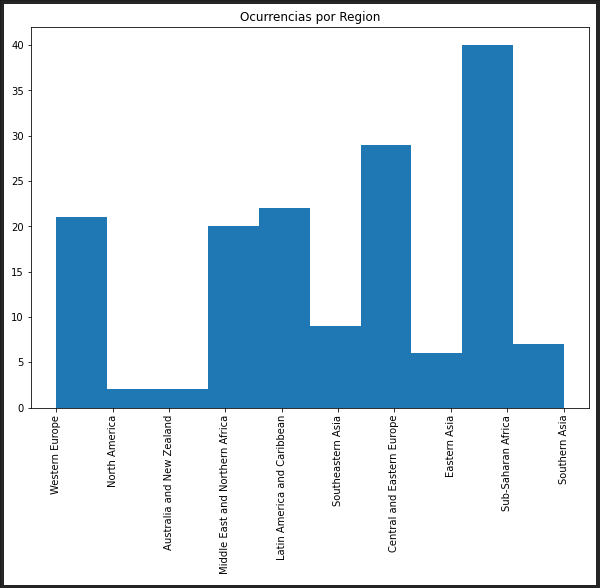 Ocurrencias por Region
40
35
30
25
20
15
10
5
0
Western Europe
North America
Australia and New Zealand
Middle East and Northern Africa
Latin America and Caribbean
Southeastern Asia
Central and Eastern Europe
Eastern Asia
Sub-Saharan Africa
Southern Asia